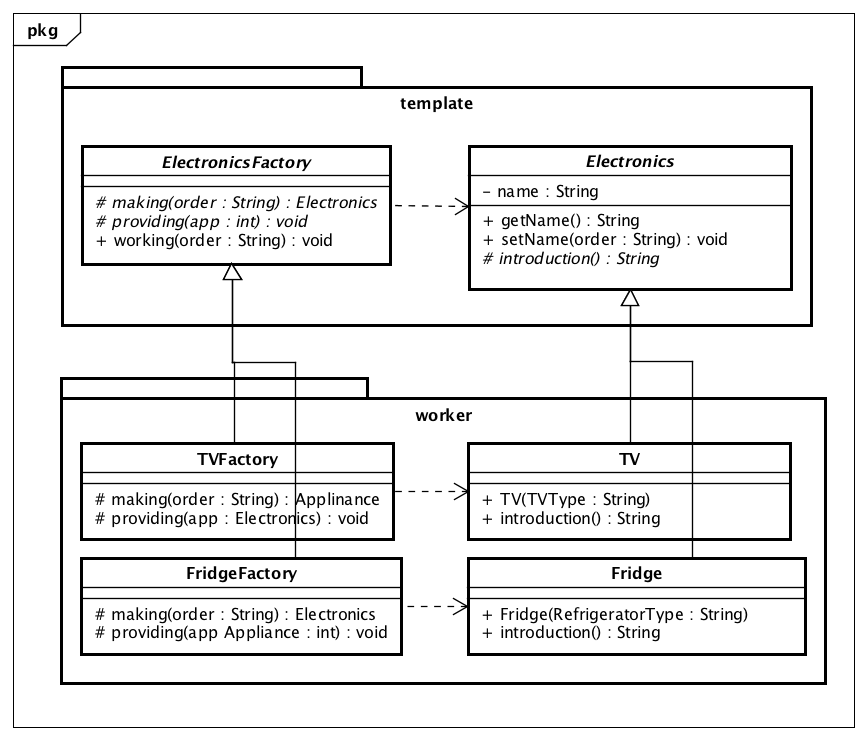 pkg
template
ElectronicsFactory
# making(order : String) : Electronics
# providing(app : int) : void
+ working(order : String) : void
Electronics
- name : String
+ getName() : String
+ setName(order : String) : void
# introduction() : String
worker
TVFactory
# making(order : String) : Applinance
# providing(app : Electronics) : void
TV
+ TV(TVType : String)
+ introduction() : String
FridgeFactory
# making(order : String) : Electronics
# providing(app Appliance : int) : void
Fridge
+ Fridge(RefrigeratorType : String)
+ introduction() : String